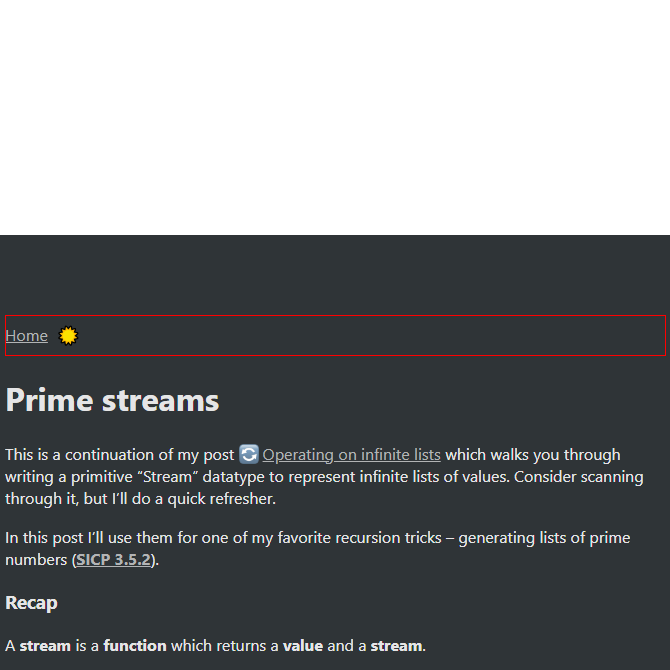 Home
Prime streams
This is a continuation of my post Operating on infinite lists which walks you through
writing a primitive “Stream” datatype to represent infinite lists of values. Consider scanning
through it, but I’ll do a quick refresher.
In this post I’ll use them for one of my favorite recursion tricks – generating lists of prime
numbers (SICP 3.5.2).
Recap
A stream is a function which returns a value and a stream.